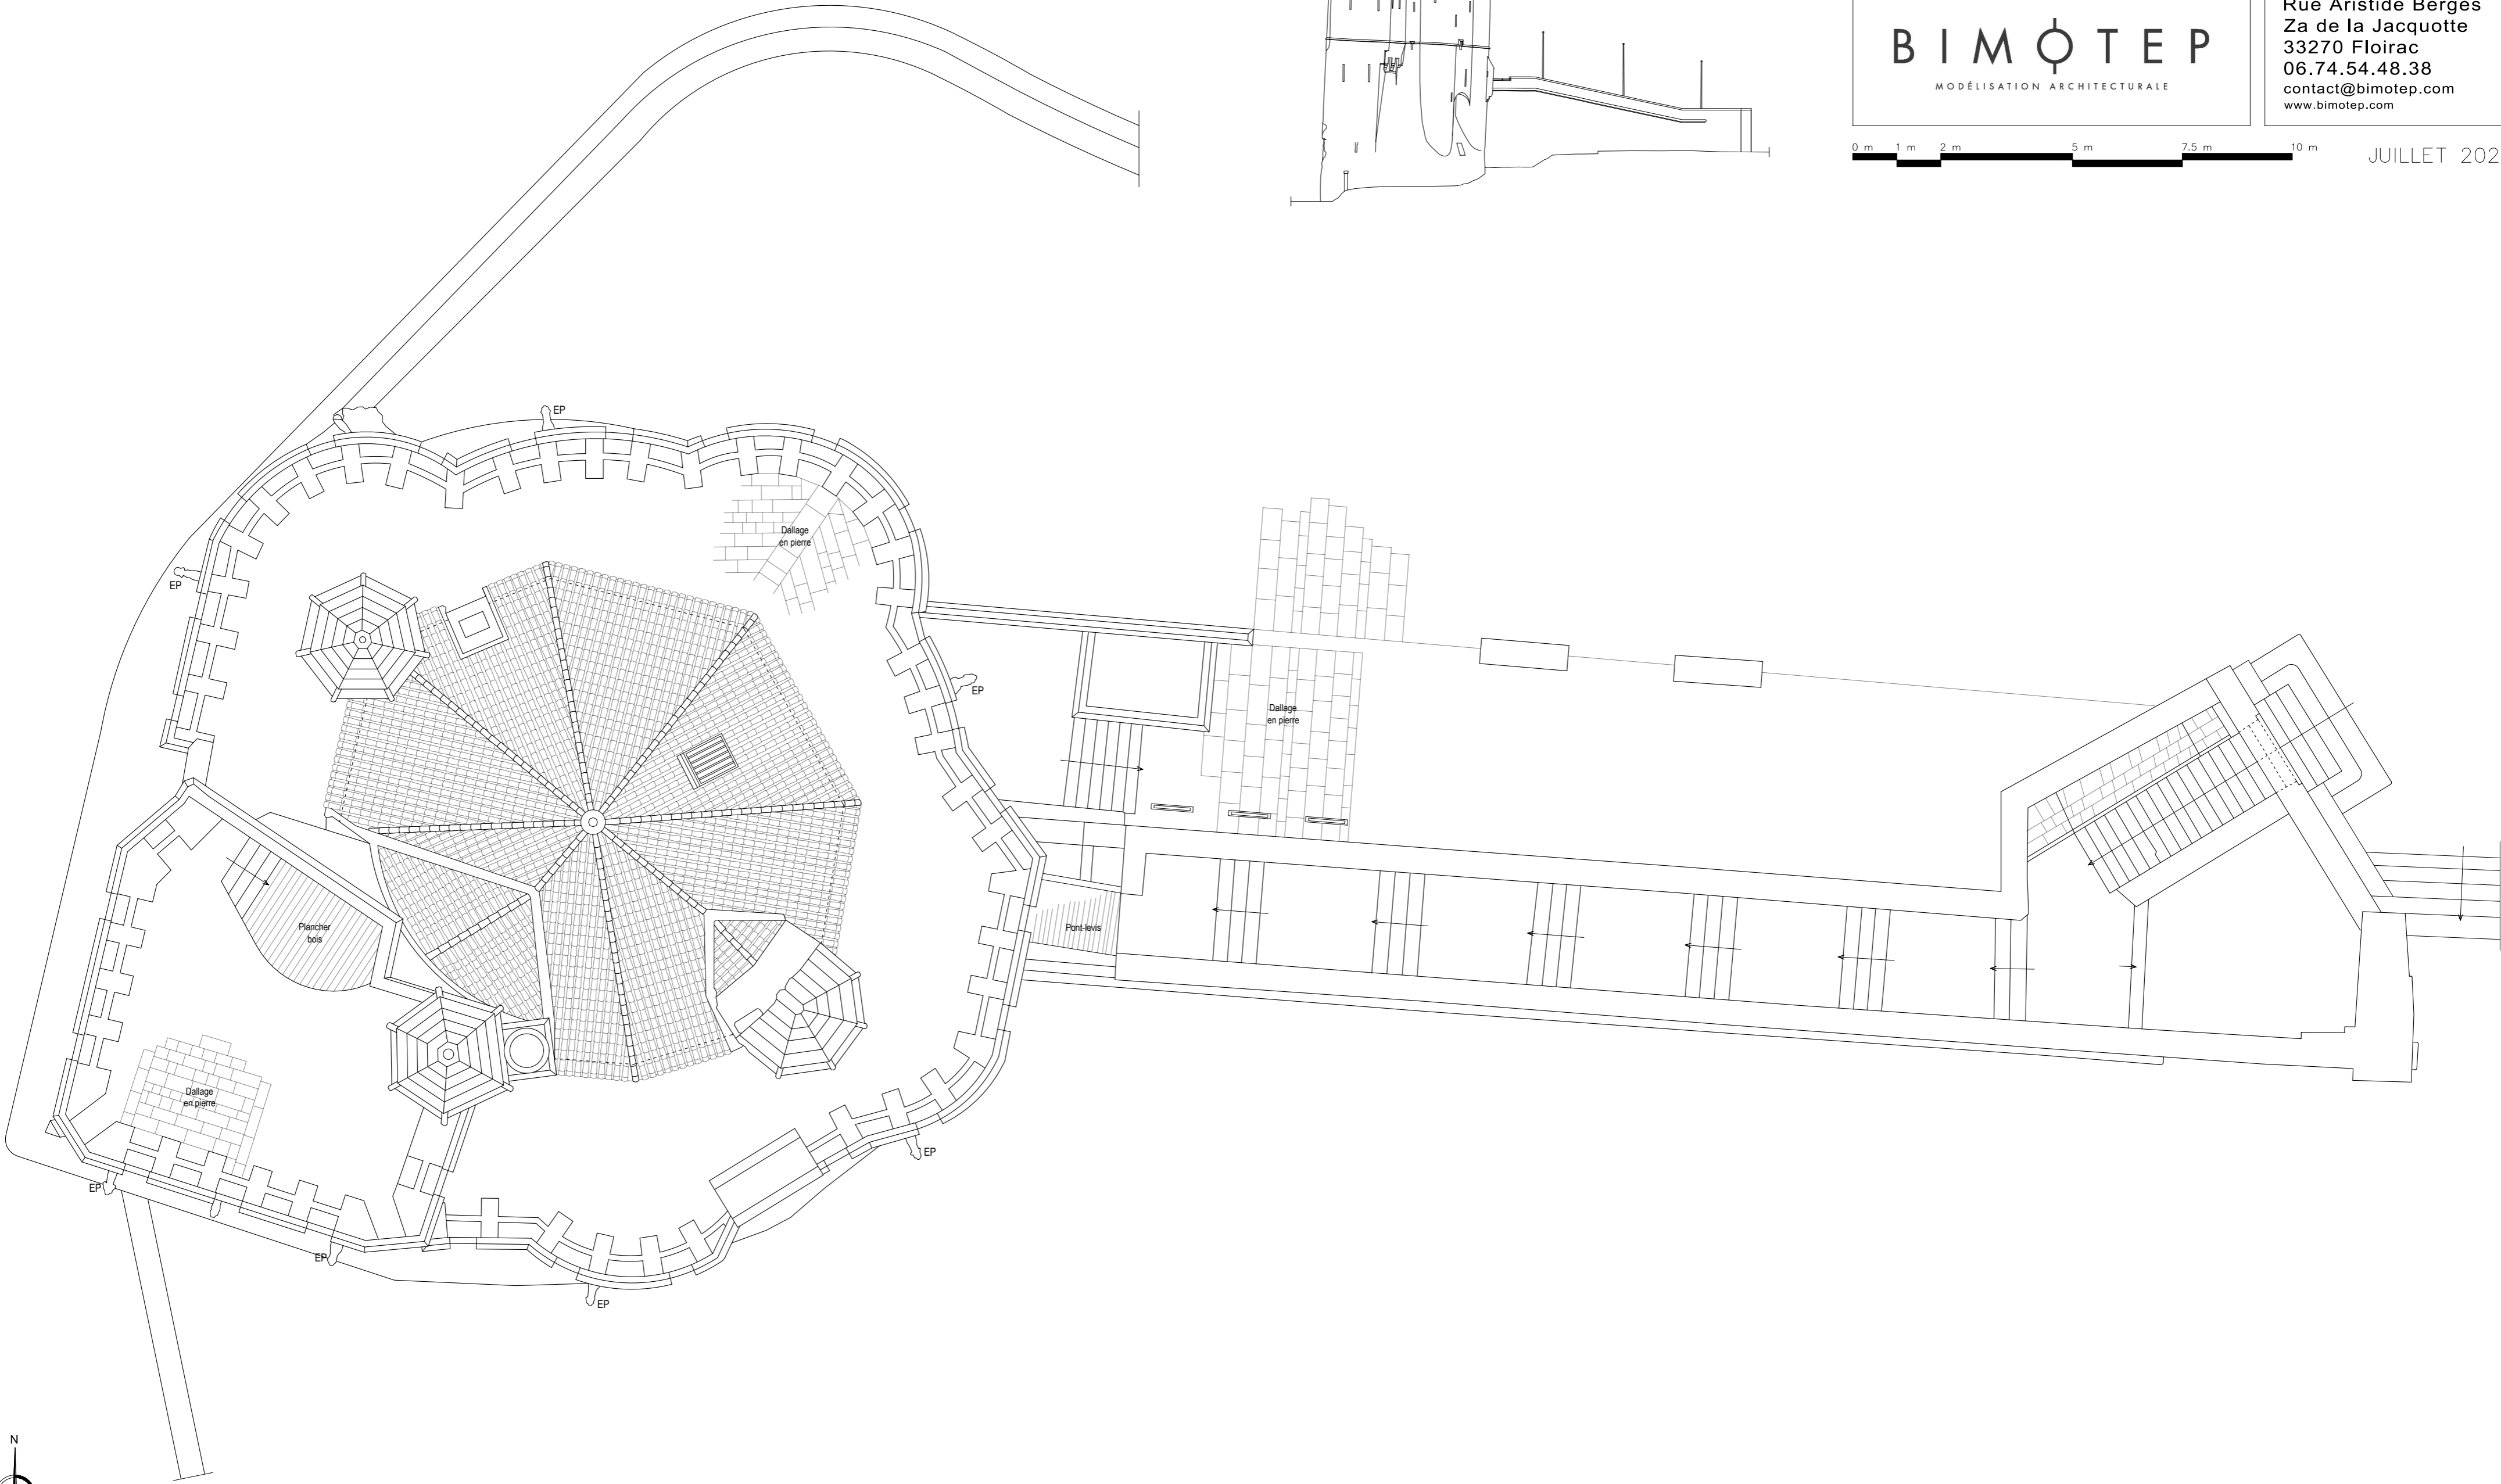 BIMOTEP
MODÉLISATION ARCHITECTURALE
Rue Aristide Bergès
Za de la Jacquotte
33270 Floirac
06.74.54.48.38
contact@bimotep.com
www.bimotep.com
0 m 1 m 2 m 5 m 7.5 m 10 m
JUILLET 202
EP
Dallage
en pierre
EP
EP
Dallage
en pierre
Plancher
bois
Pont-levis
Dallage
en pierre
EP
EP
EP
EP
N